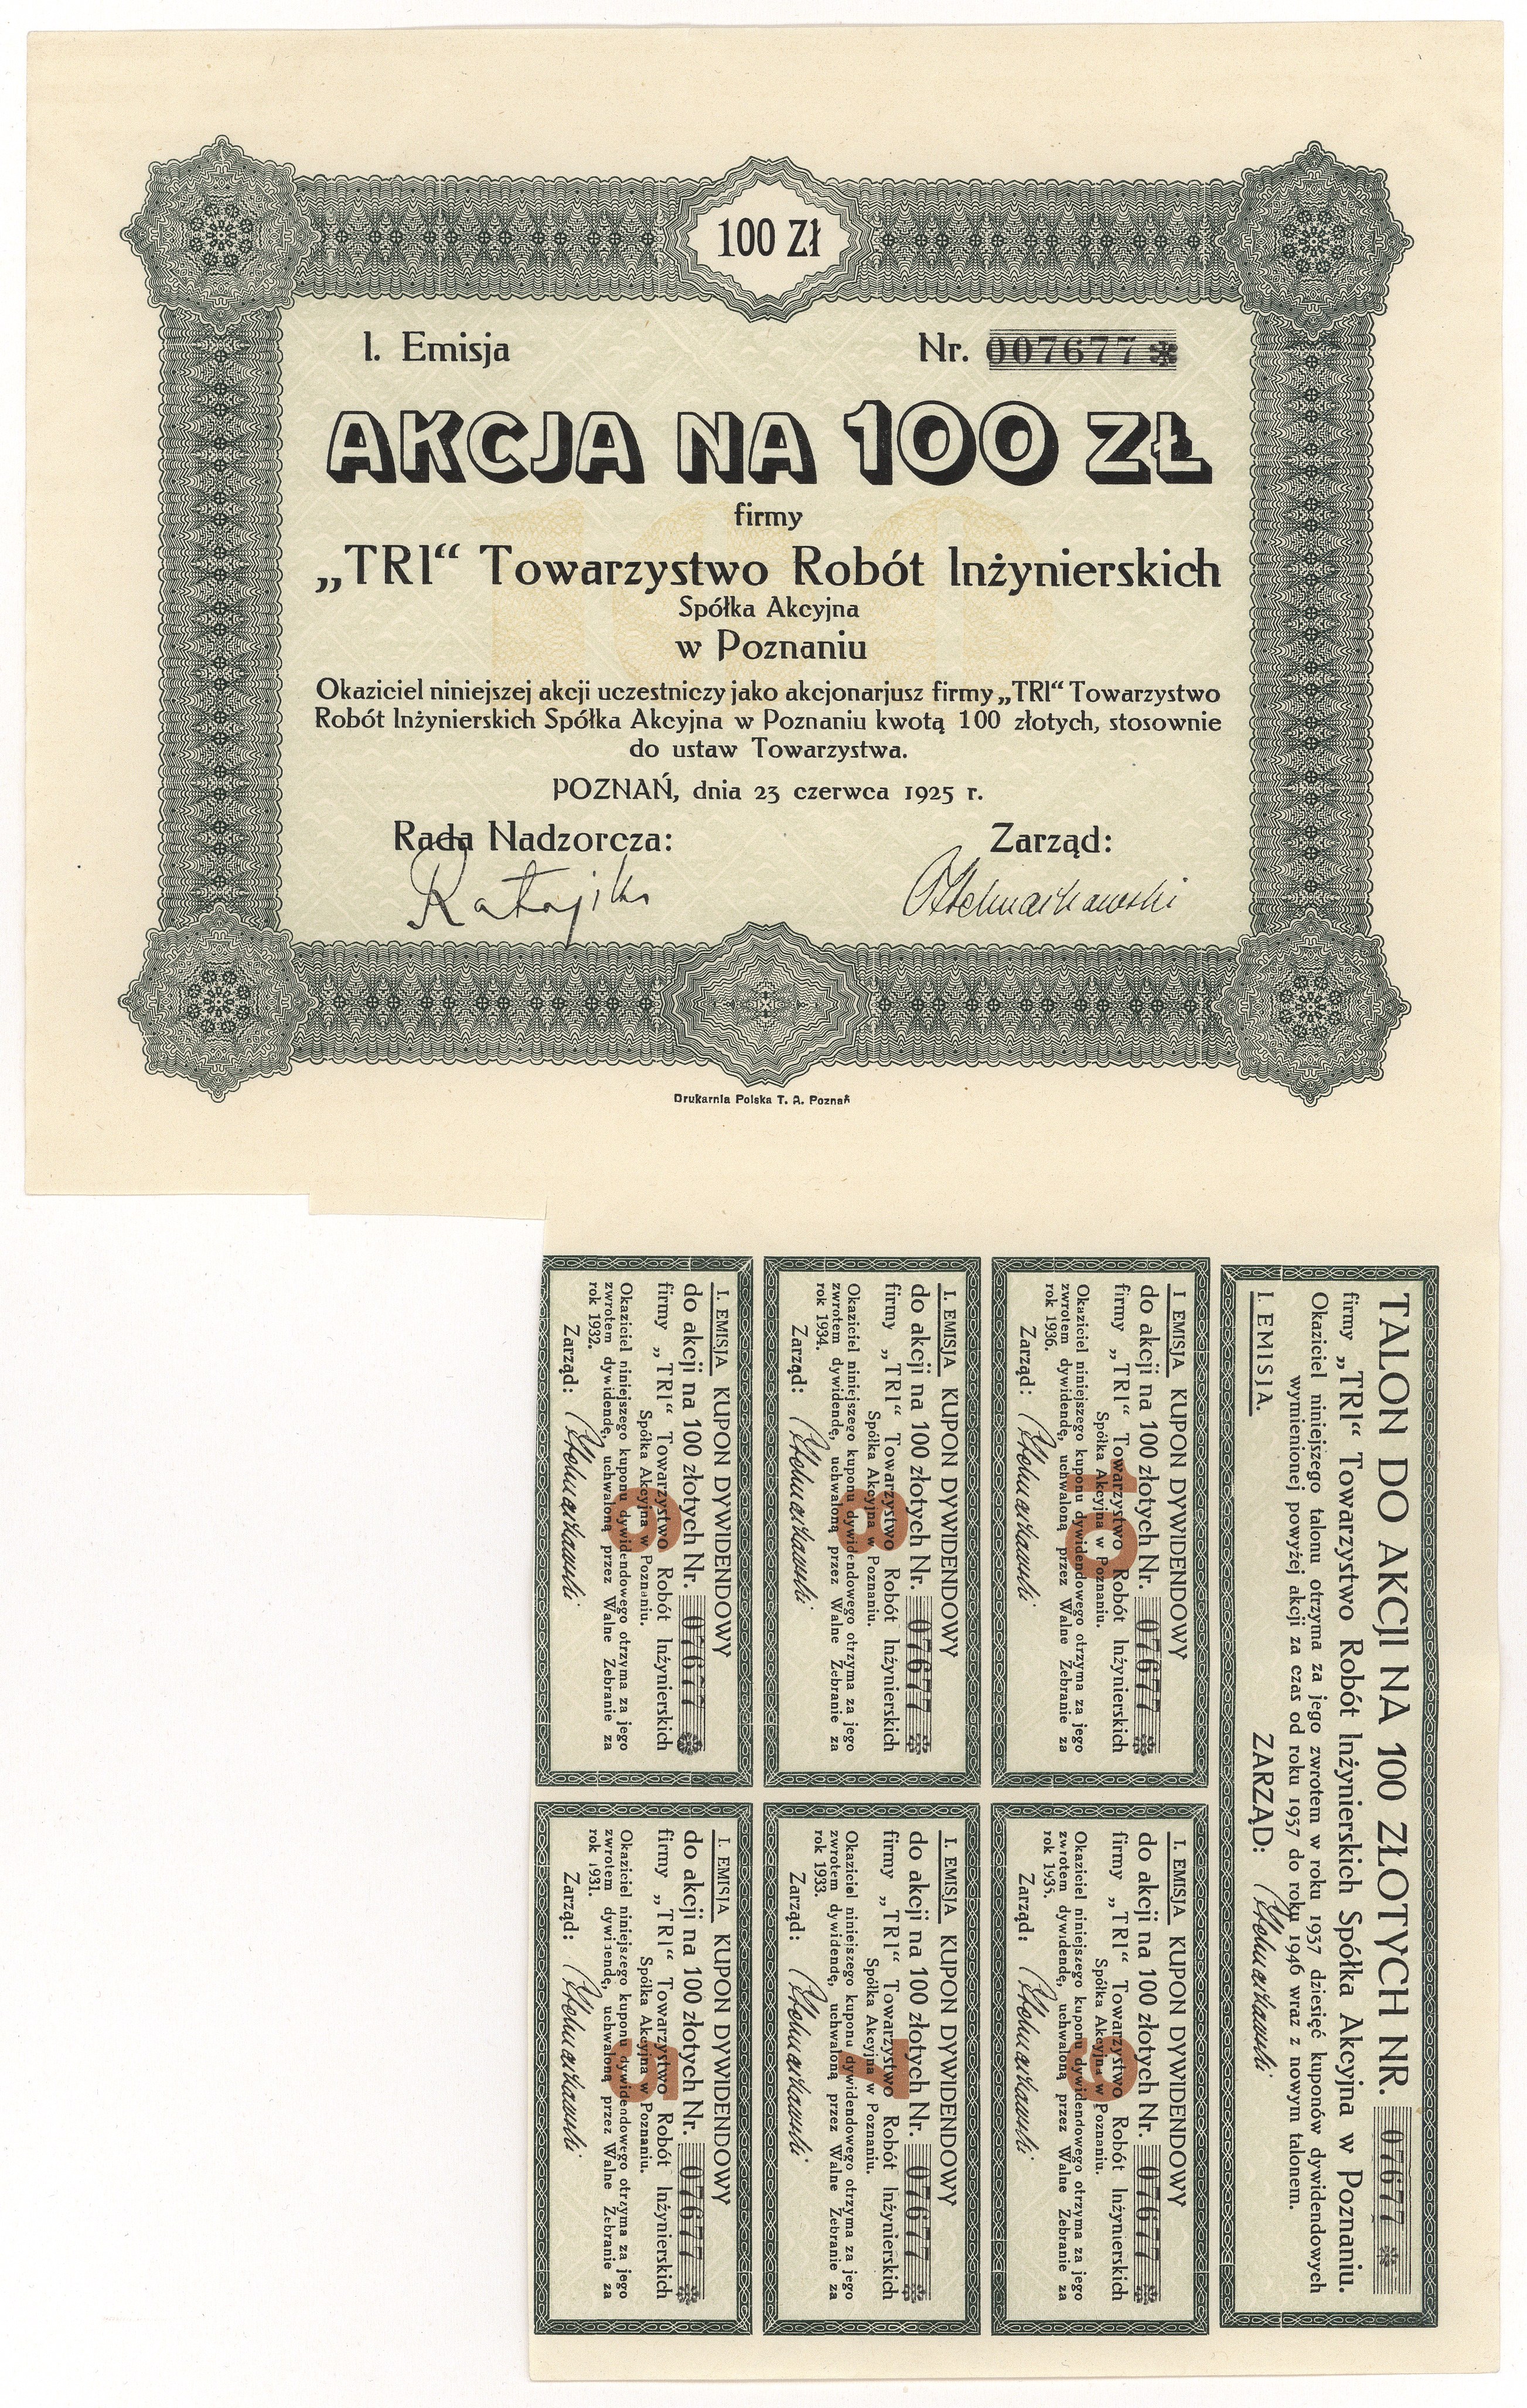 100 Zł
I. Emisja
Nr. 007677 *
AKCJA NA 100 ZŁ
firmy
„TRI“ Towarzystwo Robót Inżynierskich
Spółka Akcyjna
w Poznaniu
Okaziciel niniejszej akcji uczestniczy jako akcjonarjusz firmy „TRI“ Towarzystwo
Robót Inżynierskich Spółka Akcyjna w Poznaniu kwotą 100 złotych, stosownie
do ustaw Towarzystwa.
POZNAŃ, dnia 23 czerwca 1925 r.
Rada Nadzorcza:
Zarząd:
Drukarnia Polska T. A. Poznań
TALON DO AKCJI NA 100 ZŁOTYCH NR. 07677 *
firmy „TRI“ Towarzystwo Robót Inżynierskich Spółka Akcyjna w Poznaniu.
Okaziciel niniejszego talonu otrzyma za jego zwrotem w roku 1937 dziesięć kuponów dywidendowych
wymienionej powyżej akcji za czas od roku 1937 do roku 1946 wraz z nowym talonem.
I. EMISJA.
ZARZĄD:
I EMISJA KUPON DYWIDENDOWY
do akcji na 100 złotych Nr. 07677 *
firmy „TRI“ Towarzystwo Robót Inżynierskich
Spółka Akcyjna w Poznaniu.
10
Okaziciel niniejszego kuponu dywidendowego otrzyma za jego
zwrotem dywidendę, uchwaloną przez Walne Zebranie za
rok 1936.
Zarząd:
I. EMISJA KUPON DYWIDENDOWY
do akcji na 100 złotych Nr. 07677 *
firmy „TRI“ Towarzystwo Robót Inżynierskich
Spółka Akcyjna w Poznaniu.
9
Okaziciel niniejszego kuponu dywidendowego otrzyma za jego
zwrotem dywidendę, uchwaloną przez Walne Zebranie za
rok 1935.
Zarząd:
I. EMISJA KUPON DYWIDENDOWY
do akcji na 100 złotych Nr. 07677 *
firmy „TRI“ Towarzystwo Robót Inżynierskich
Spółka Akcyjna w Poznaniu.
8
Okaziciel niniejszego kuponu dywidendowego otrzyma za jego
zwrotem dywidendę, uchwaloną przez Walne Zebranie za
rok 1934.
Zarząd:
I. EMISJA KUPON DYWIDENDOWY
do akcji na 100 złotych Nr. 07677 *
firmy „TRI“ Towarzystwo Robót Inżynierskich
Spółka Akcyjna w Poznaniu.
7
Okaziciel niniejszego kuponu dywidendowego otrzyma za jego
zwrotem dywidendę, uchwaloną przez Walne Zebranie za
rok 1933.
Zarząd:
I. EMISJA KUPON DYWIDENDOWY
do akcji na 100 złotych Nr. 07677 *
firmy „TRI“ Towarzystwo Robót Inżynierskich
Spółka Akcyjna w Poznaniu.
6
Okaziciel niniejszego kuponu dywidendowego otrzyma za jego
zwrotem dywidendę, uchwaloną przez Walne Zebranie za
rok 1932.
Zarząd:
I. EMISJA KUPON DYWIDENDOWY
do akcji na 100 złotych Nr. 07677 *
firmy „TRI“ Towarzystwo Robót Inżynierskich
Spółka Akcyjna w Poznaniu.
5
Okaziciel niniejszego kuponu dywidendowego otrzyma za jego
zwrotem dywidendę, uchwaloną przez Walne Zebranie za
rok 1931.
Zarząd: